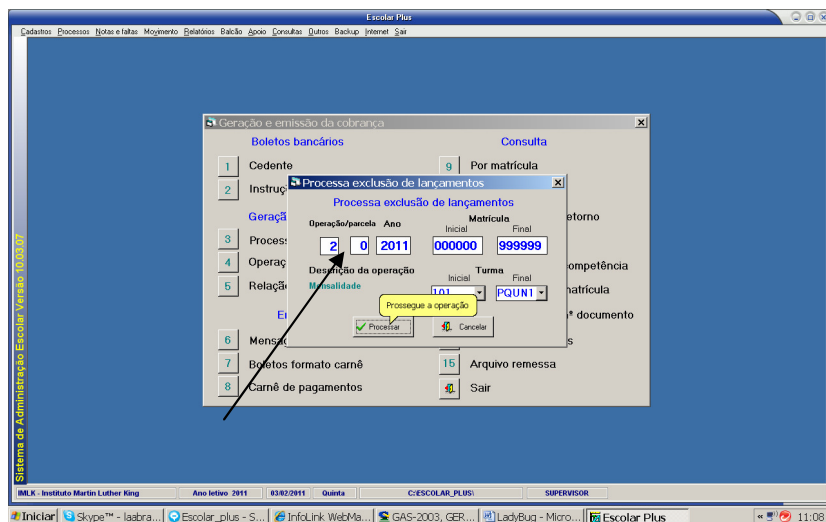 Escolar Plus
Cadastros Processos Notas e faltas Movimento Relatórios Balcão Apoio Consultas Outros Backup Internet Sair
Geração e emissão da cobrança
Boletos bancários Consulta
1 Cedente 9 Por matrícula
2 Instruç
Processa exclusão de lançamentos
Processa exclusão de lançamentos
Operação/parcela Ano Matrícula
Inicial Final
2 0 2011 000000 999999
Descrição da operação Turma
Inicial Final
Mensalidade 101 PQUN1
Prossegue a operação
Processar Cancelar
Geraçã etorno
3 Process
4 Operaç ompetência
5 Relaçã matrícula
E º documento
6 Mensag s
7 Boletos formato carnê 15 Arquivo remessa
8 Carnê de pagamentos Sair
Sistema de Administração Escolar Versão 10.03.07
IMLK - Instituto Martin Luther King Ano letivo 2011 03/02/2011 Quinta C:\ESCOLAR_PLUS\ SUPERVISOR
Iniciar Skype™ - laabra... Escolar_plus - S... InfoLink WebMa... GAS-2003, GER... LadyBug - Micro... Escolar Plus 11:08